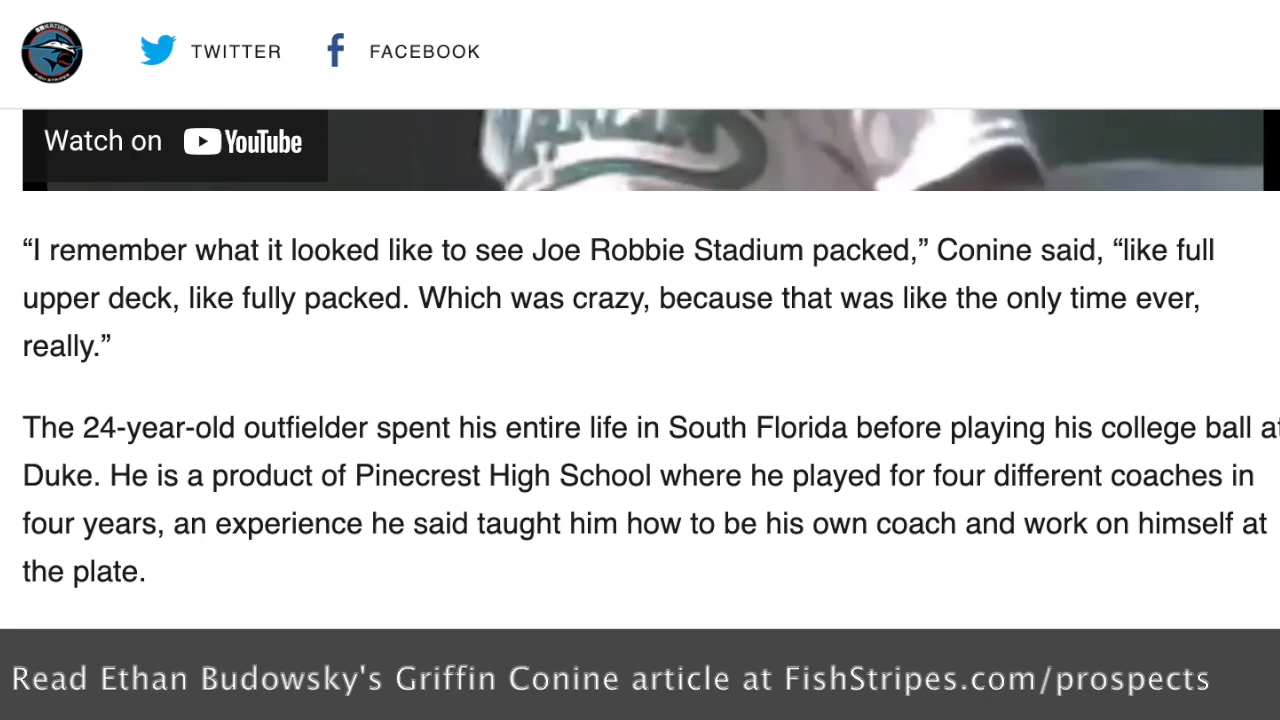 TWITTER
FACEBOOK
Watch on YouTube
“I remember what it looked like to see Joe Robbie Stadium packed,” Conine said, “like full
upper deck, like fully packed. Which was crazy, because that was like the only time ever,
really.”
The 24-year-old outfielder spent his entire life in South Florida before playing his college ball at
Duke. He is a product of Pinecrest High School where he played for four different coaches in
four years, an experience he said taught him how to be his own coach and work on himself at
the plate.
Read Ethan Budowsky's Griffin Conine article at FishStripes.com/prospects